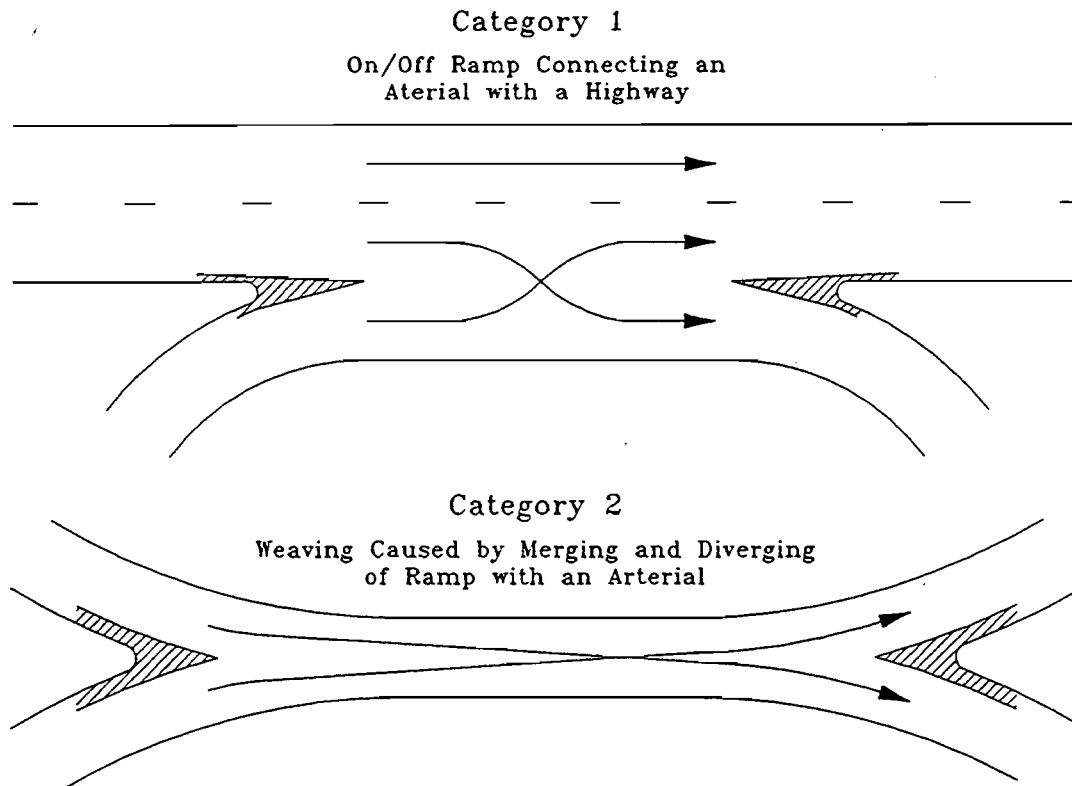 Category 1
On/Off Ramp Connecting an
Aterial with a Highway
Category 2
Weaving Caused by Merging and Diverging
of Ramp with an Arterial